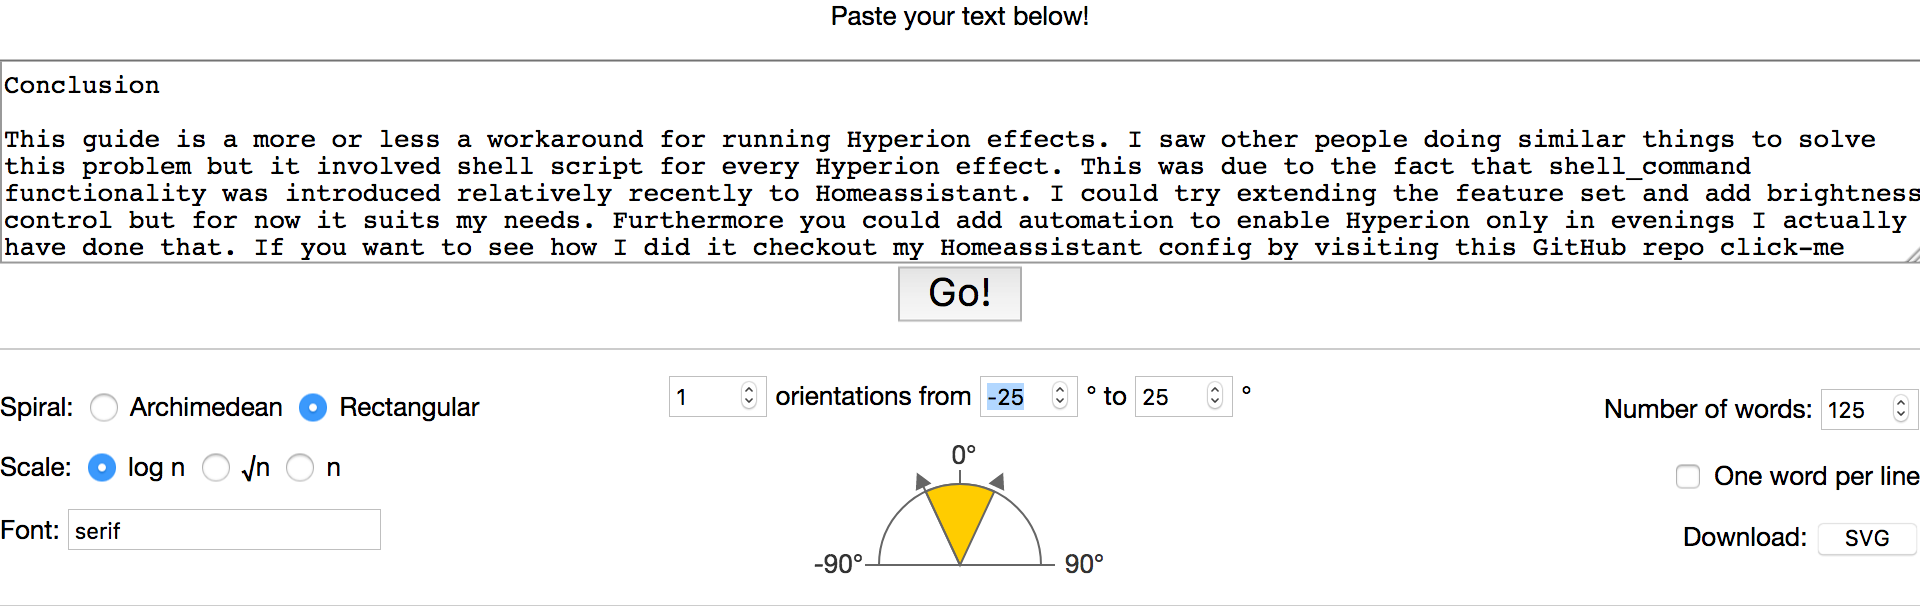 Paste your text below!
Conclusion
This guide is a more or less a workaround for running Hyperion effects. I saw other people doing similar things to solve
this problem but it involved shell script for every Hyperion effect. This was due to the fact that shell_command
functionality was introduced relatively recently to Homeassistant. I could try extending the feature set and add brightness
control but for now it suits my needs. Furthermore you could add automation to enable Hyperion only in evenings I actually
have done that. If you want to see how I did it checkout my Homeassistant config by visiting this GitHub repo click-me
Go!
Spiral: Archimedean Rectangular
1 orientations from -25 ° to 25 °
Number of words: 125
0°
Scale: log n √n n
One word per line
Font: serif
Download: SVG
-90° 90°